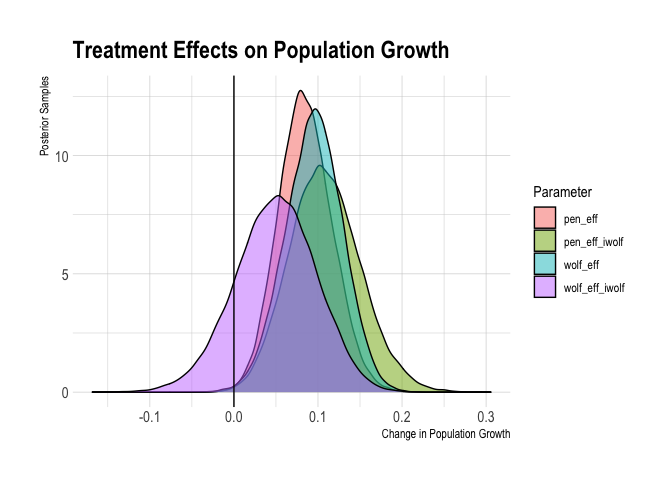 Treatment Effects on Population Growth
Posterior Samples
10
5
0
-0.1
0.0
0.1
0.2
0.3
Change in Population Growth
Parameter
pen_eff
pen_eff_iwolf
wolf_eff
wolf_eff_iwolf